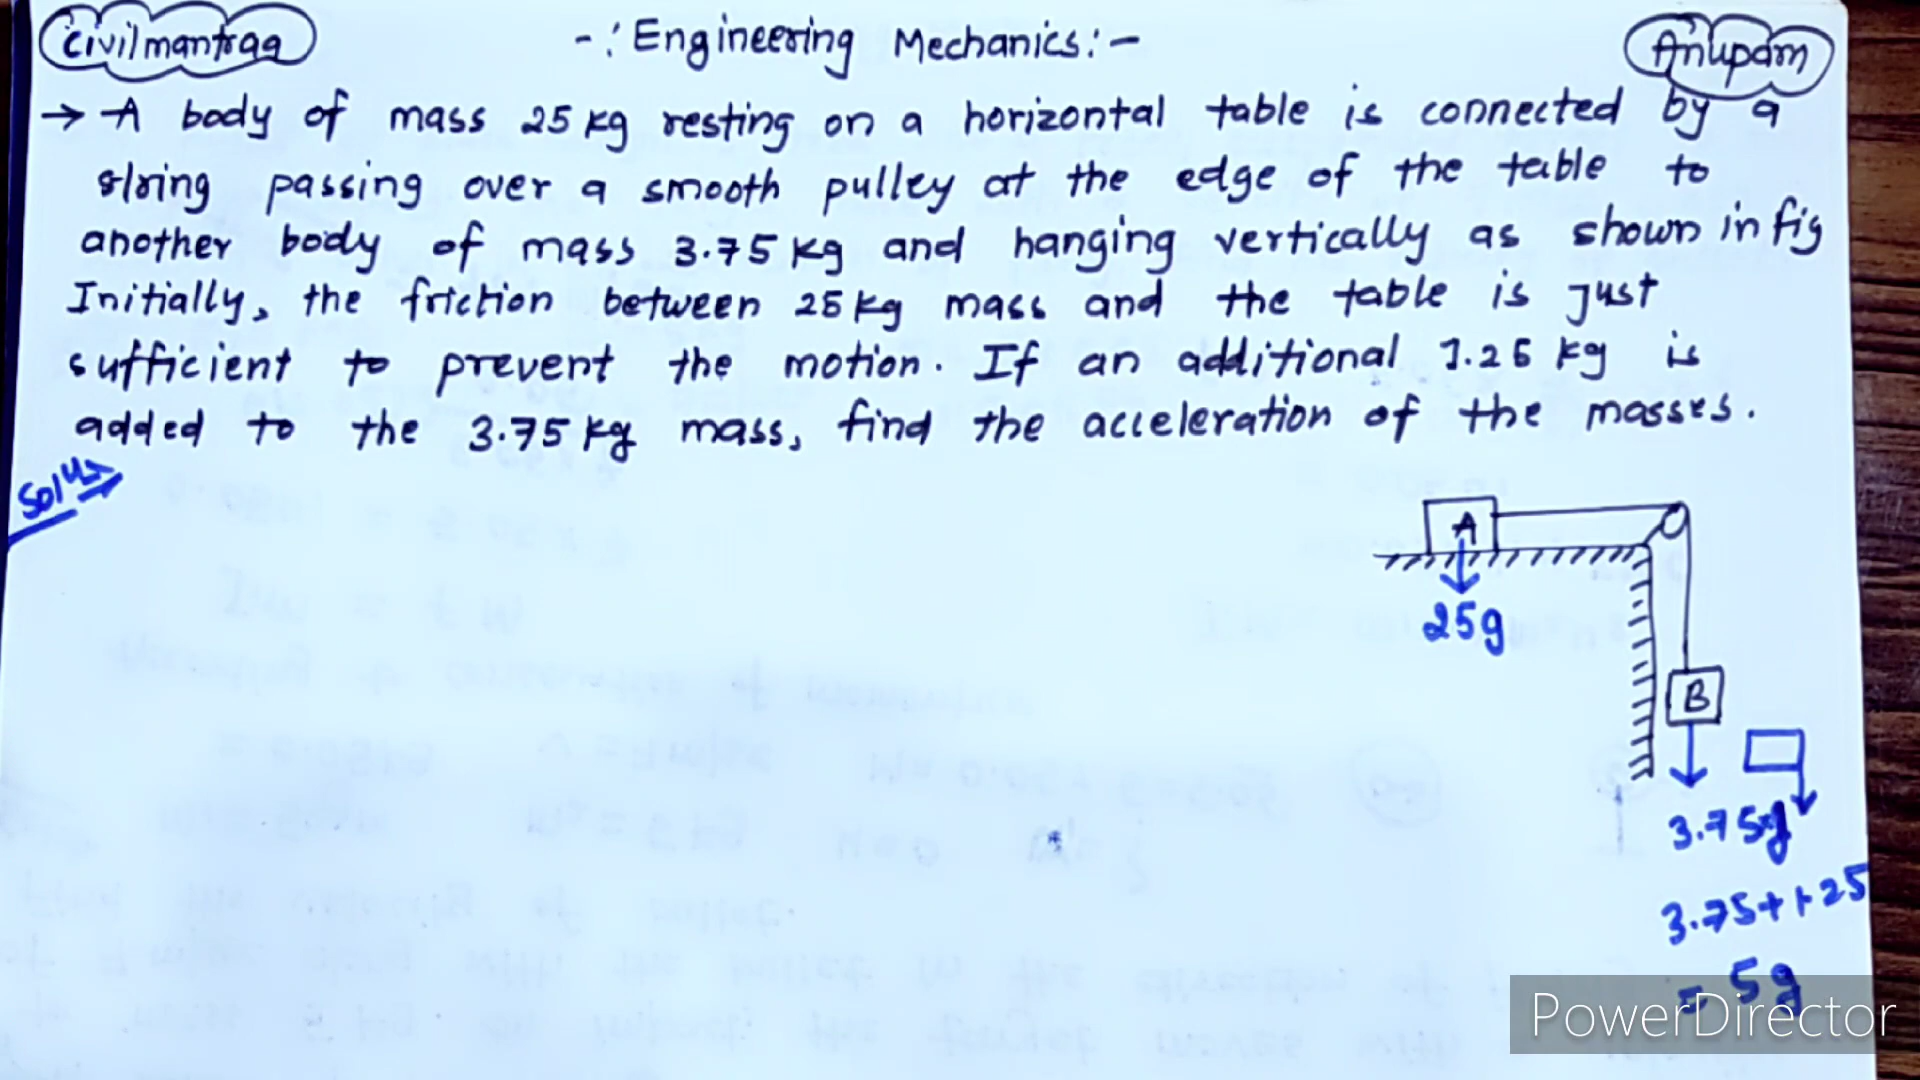 Civilmantraa
-: Engineering Mechanics:-
Anupam
→ A body of mass 25 kg resting on a horizontal table is connected by a
string passing over a smooth pulley at the edge of the table to
another body of mass 3.75 kg and hanging vertically as shown in fig
Initially, the friction between 25 kg mass and the table is just
sufficient to prevent the motion. If an additional 1.25 kg is
added to the 3.75 kg mass, find the acceleration of the masses.
Solⁿ
A
25g
B
3.75g
3.75+1.25
= 5g
PowerDirector